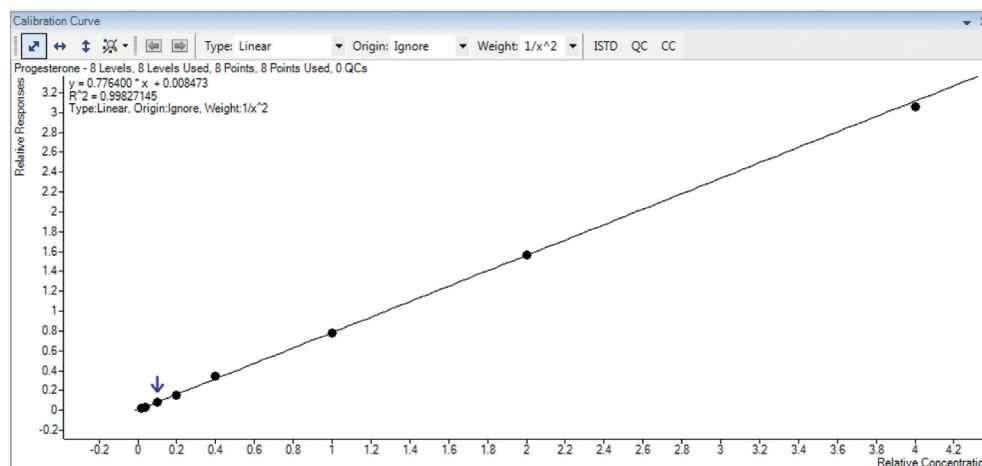 Calibration Curve
Type: Linear Origin: Ignore Weight: 1/x^2 ISTD QC CC
Progesterone - 8 Levels, 8 Levels Used, 8 Points, 8 Points Used, 0 QCs
y = 0.776400 * x + 0.008473
R^2 = 0.99827145
Type:Linear, Origin:Ignore, Weight:1/x^2
Relative Responses
3.2
3
2.8
2.6
2.4
2.2
2
1.8
1.6
1.4
1.2
1
0.8
0.6
0.4
0.2
0
-0.2
-0.2 0 0.2 0.4 0.6 0.8 1 1.2 1.4 1.6 1.8 2 2.2 2.4 2.6 2.8 3 3.2 3.4 3.6 3.8 4 4.2
Relative Concentratio